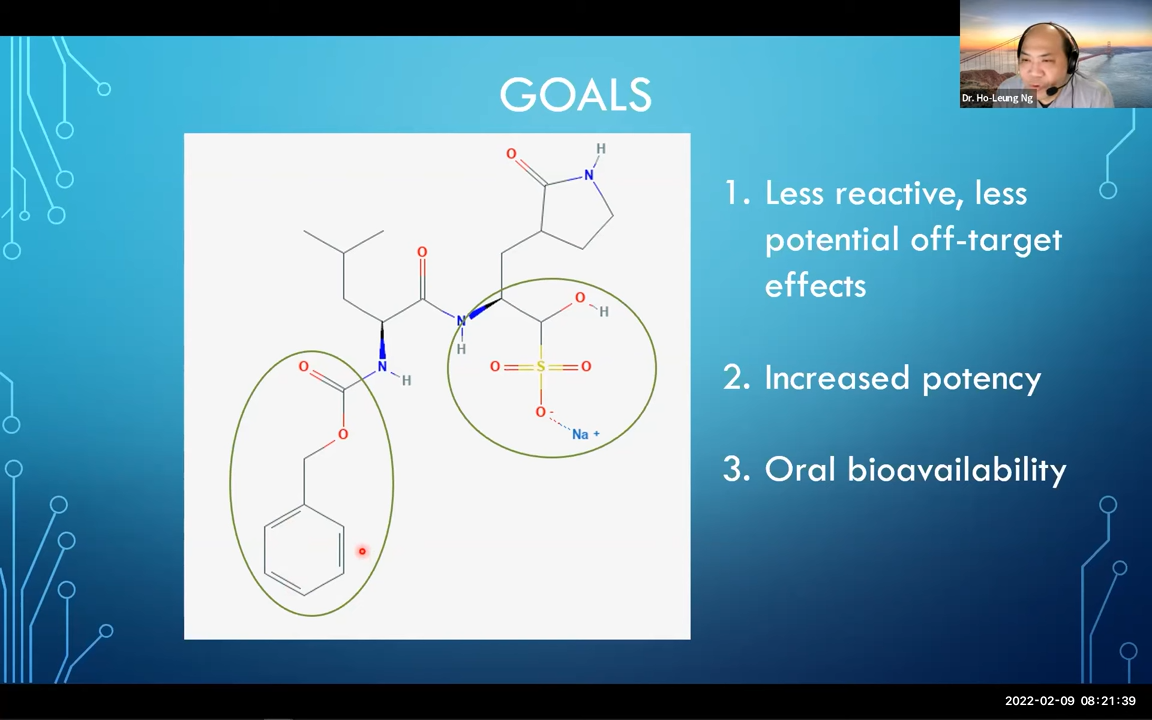 GOALS
Dr. Ho-Leung Ng
O
H
N
O
O
H
N
H
O
H
N
O
S
O
O
O-
Na +
O
1. Less reactive, less
potential off-target
effects
2. Increased potency
3. Oral bioavailability
2022-02-09 08:21:39